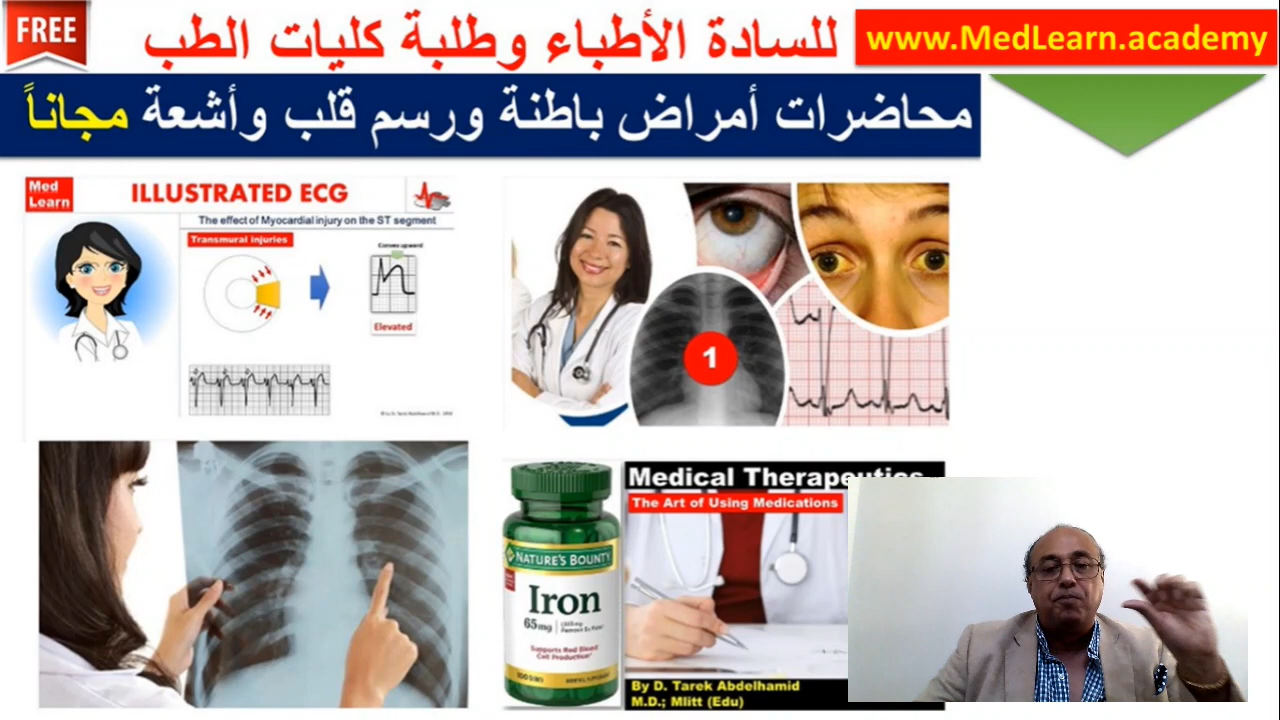 FREE
للسادة الأطباء وطلبة كليات الطب
www.MedLearn.academy
محاضرات أمراض باطنة ورسم قلب وأشعة مجاناً
Med
Learn
ILLUSTRATED ECG
The effect of Myocardial injury on the ST segment
Transmural injuries
Convex upward
Elevated
1
NATURE'S BOUNTY
Iron
65mg
Supports Red Blood
Cell Production
Medical Therapeutics
The Art of Using Medications
By D. Tarek Abdelhamid
M.D.; Mlitt (Edu)